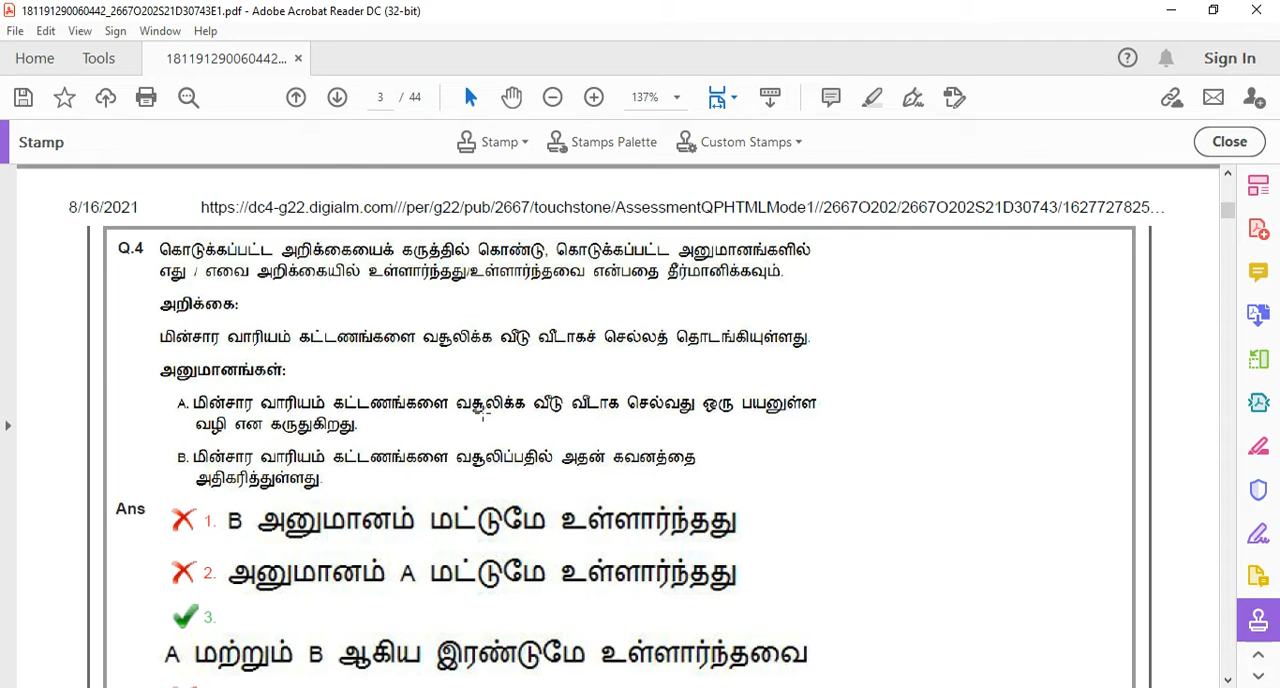 181191290060442_2667O202S21D30743E1.pdf - Adobe Acrobat Reader DC (32-bit)
File Edit View Sign Window Help
Home Tools 181191290060442... × Sign In
3 / 44 137%
Stamp Stamp Stamps Palette Custom Stamps Close
8/16/2021 https://dc4-g22.digialm.com///per/g22/pub/2667/touchstone/AssessmentQPHTMLMode1//2667O202/2667O202S21D30743/1627727825...
Q.4 கொடுக்கப்பட்ட அறிக்கையைக் கருத்தில் கொண்டு, கொடுக்கப்பட்ட அனுமானங்களில்
எது / எவை அறிக்கையில் உள்ளார்ந்தது/உள்ளார்ந்தவை என்பதை தீர்மானிக்கவும்.
அறிக்கை:
மின்சார வாரியம் கட்டணங்களை வசூலிக்க வீடு வீடாகச் செல்லத் தொடங்கியுள்ளது.
அனுமானங்கள்:
A. மின்சார வாரியம் கட்டணங்களை வசூலிக்க வீடு வீடாக செல்வது ஒரு பயனுள்ள
வழி என கருதுகிறது.
B. மின்சார வாரியம் கட்டணங்களை வசூலிப்பதில் அதன் கவனத்தை
அதிகரித்துள்ளது.
Ans 1. B அனுமானம் மட்டுமே உள்ளார்ந்தது
2. அனுமானம் A மட்டுமே உள்ளார்ந்தது
3.
A மற்றும் B ஆகிய இரண்டுமே உள்ளார்ந்தவை